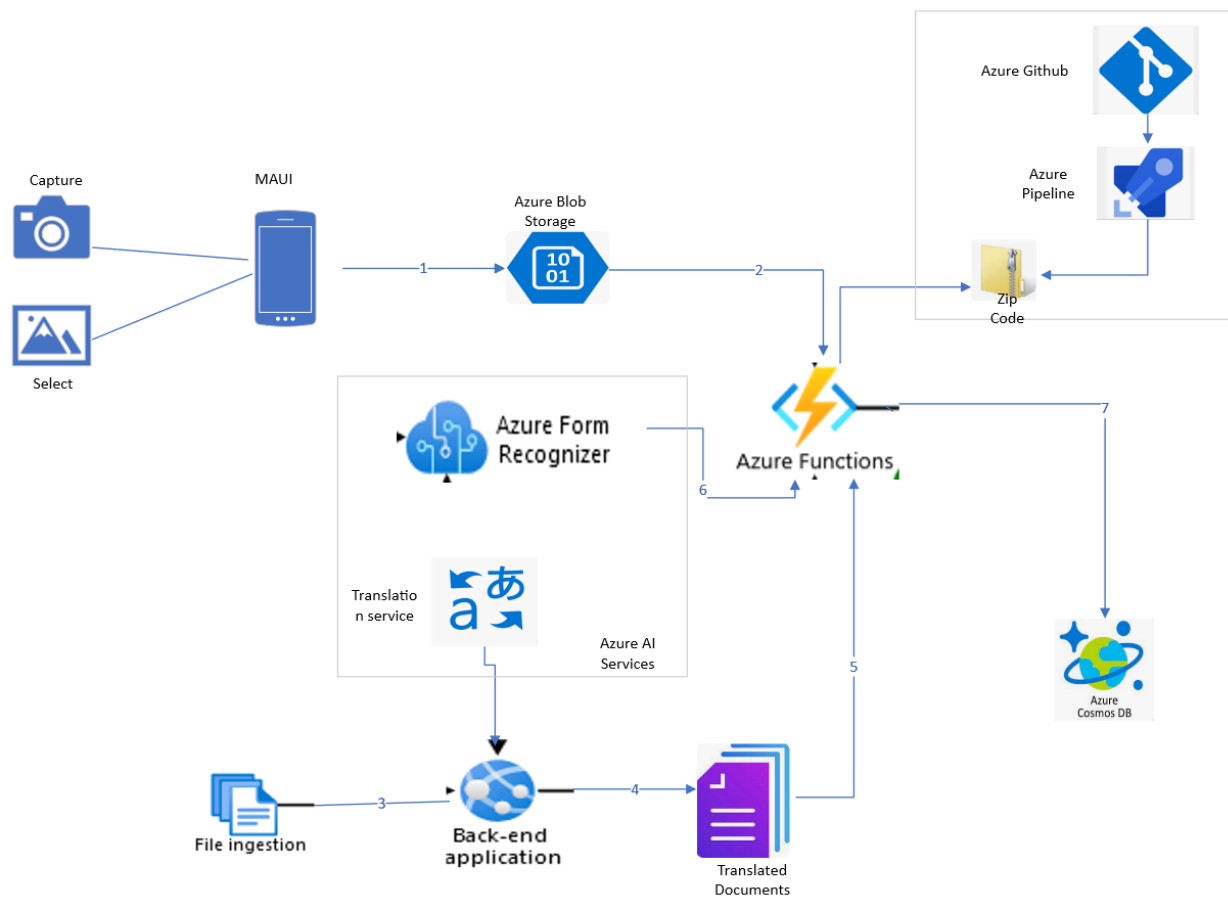 Azure Github
Azure
Pipeline
Capture
MAUI
Azure Blob
Storage
10
01
1
2
Zip
Code
Select
Azure Form
Recognizer
Azure Functions
7
6
Translatio
n service
あ
a
Azure AI
Services
5
Azure
Cosmos DB
3
4
File ingestion
Back-end
application
Translated
Documents